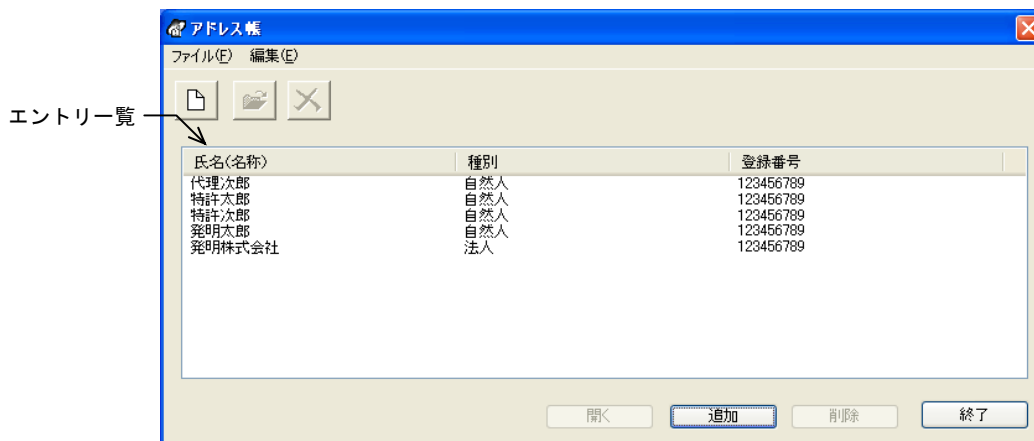 アドレス帳
ファイル(F) 編集(E)
エントリ一覧
氏名(名称) 種別 登録番号
代理次郎 自然人 123456789
特許太郎 自然人 123456789
特許次郎 自然人 123456789
発明太郎 自然人 123456789
発明株式会社 法人 123456789
開く 追加 削除 終了